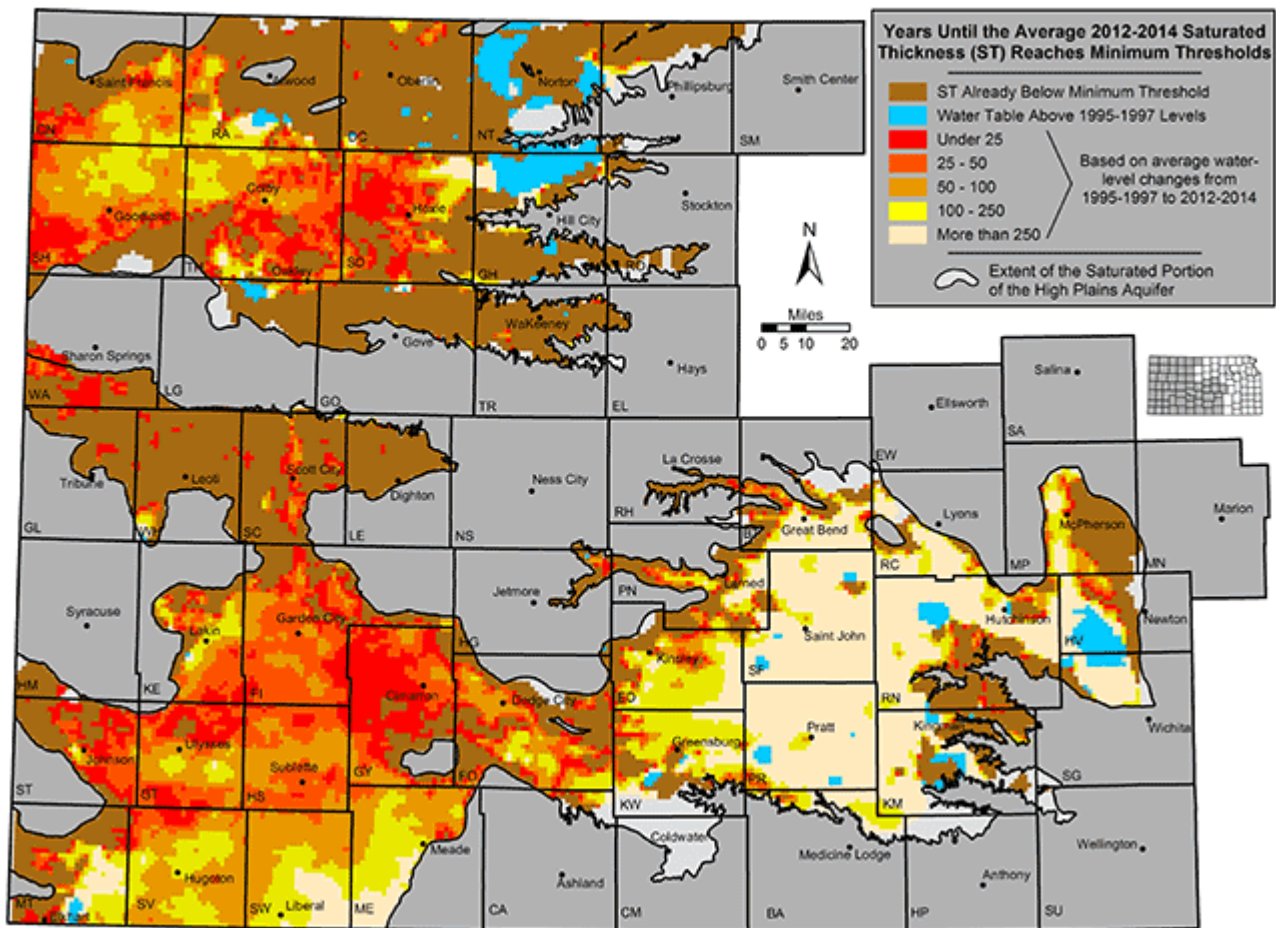 Years Until the Average 2012-2014 Saturated
Thickness (ST) Reaches Minimum Thresholds
ST Already Below Minimum Threshold
Water Table Above 1995-1997 Levels
Under 25
25 - 50
50 - 100
100 - 250
More than 250
Based on average water-
level changes from
1995-1997 to 2012-2014
Extent of the Saturated Portion
of the High Plains Aquifer
N
Miles
0 5 10 20
Saint Francis
Oberlin
Norton
Phillipsburg
Smith Center
CN
RA
DC
NT
SM
Goodland
Colby
Hoxie
Hill City
Stockton
SH
Oakley
SD
GH
RO
Sharon Springs
Gove
WaKeeney
Hays
WA
LG
GO
TR
EL
Salina
Ellsworth
SA
Tribune
Leoti
Scott City
Dighton
Ness City
La Crosse
Great Bend
EW
Lyons
McPherson
Marion
GL
SC
LE
NS
RH
RC
MP
MN
Syracuse
Lakin
Garden City
Jetmore
PN
Saint John
Hutchinson
Newton
HM
KE
FI
HG
Kinsley
SF
RN
HV
Cimarron
Dodge City
ED
Johnson
Ulysses
Sublette
GY
FO
Greensburg
Pratt
Wichita
ST
GT
HS
KW
PR
KM
SG
Hugoton
Liberal
Meade
Ashland
Coldwater
Medicine Lodge
Anthony
Wellington
MT
SV
SW
ME
CA
CM
BA
HP
SU